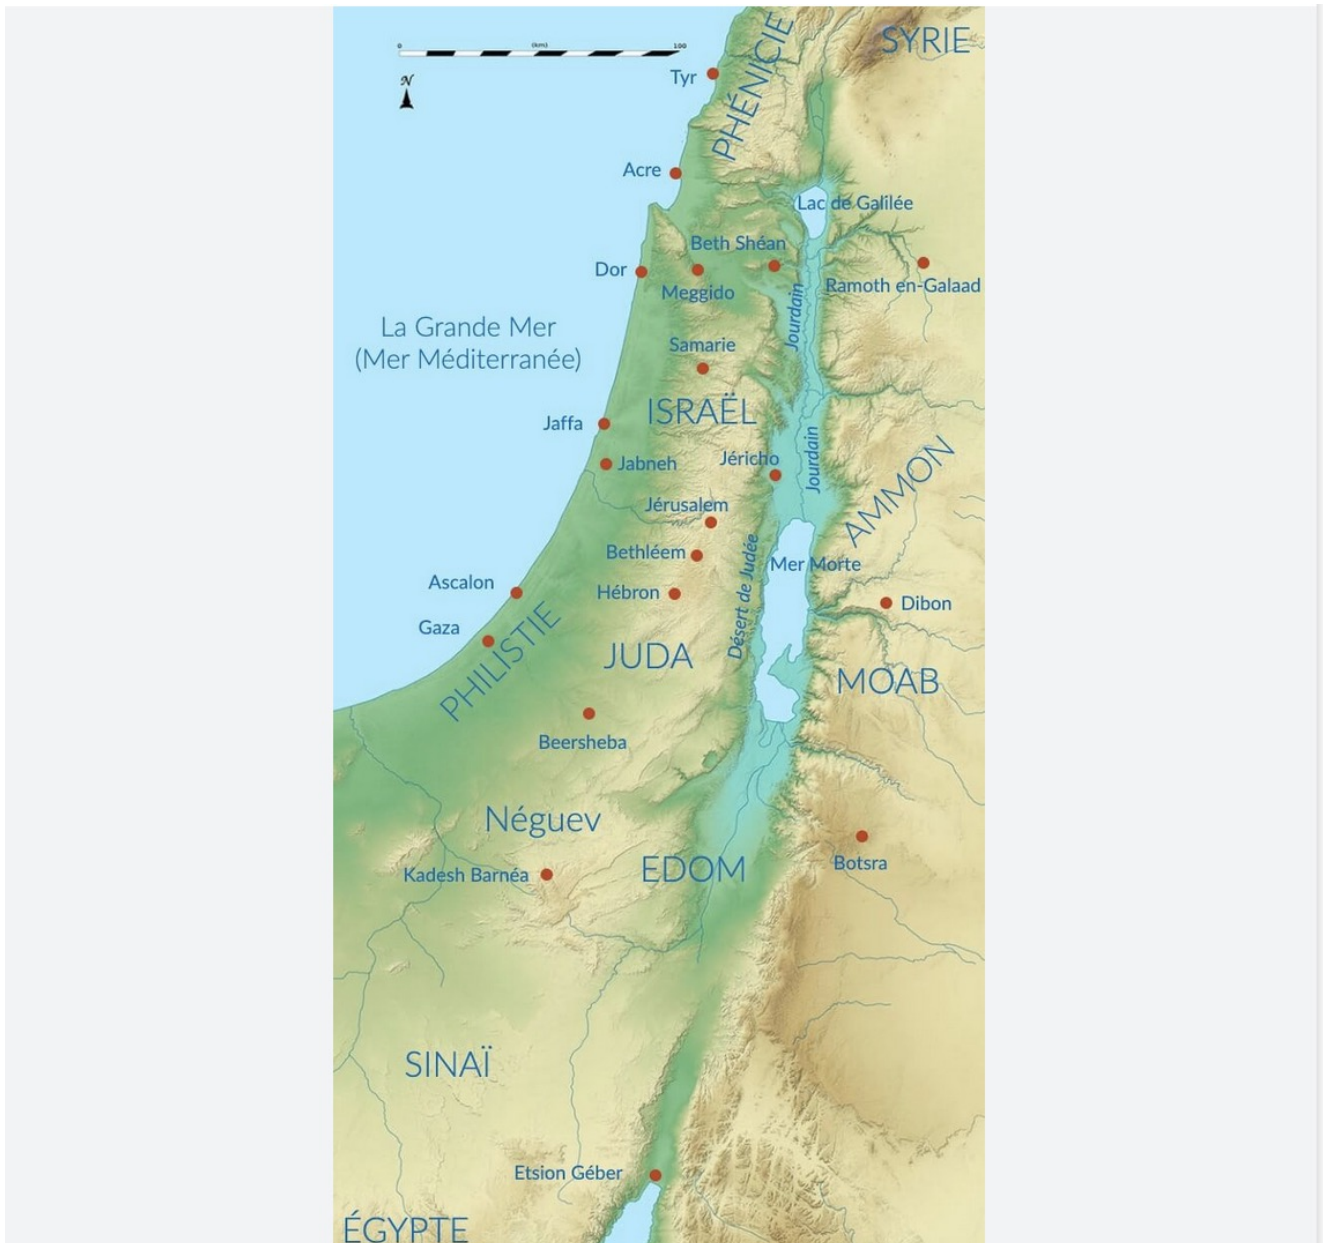 0
(km)
100
N
SYRIE
PHÉNICIE
Tyr
Acre
Lac de Galilée
Beth Shéan
Dor
Meggido
Ramoth en-Galaad
Jourdain
La Grande Mer
(Mer Méditerranée)
Samarie
ISRAËL
Jaffa
Jabneh
Jéricho
Jourdain
AMMON
Jérusalem
Bethléem
Mer Morte
Désert de Judée
Ascalon
Hébron
Dibon
Gaza
PHILISTIE
JUDA
MOAB
Beersheba
Néguev
EDOM
Botsra
Kadesh Barnéa
SINAÏ
Etsion Géber
ÉGYPTE